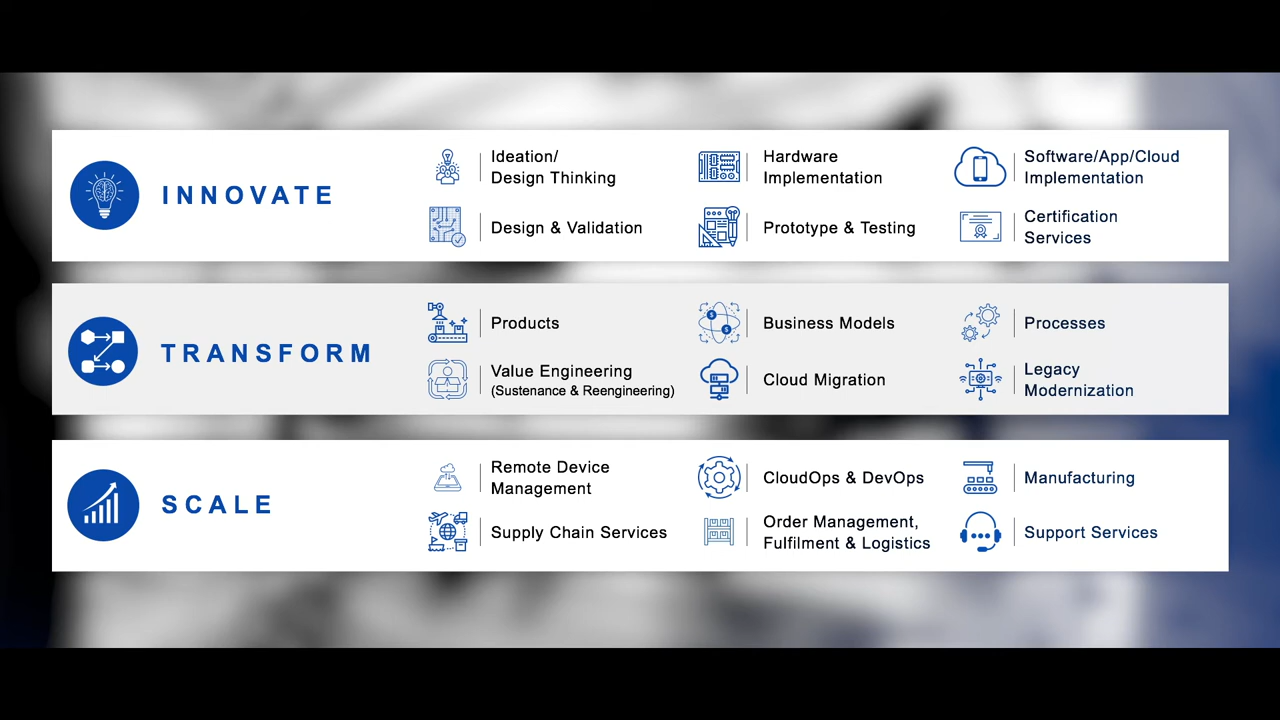 INNOVATE
Ideation/
Design Thinking
Hardware
Implementation
Software/App/Cloud
Implementation
Design & Validation
Prototype & Testing
Certification
Services
TRANSFORM
Products
Business Models
Processes
Value Engineering
(Sustenance & Reengineering)
Cloud Migration
Legacy
Modernization
SCALE
Remote Device
Management
CloudOps & DevOps
Manufacturing
Supply Chain Services
Order Management,
Fulfilment & Logistics
Support Services